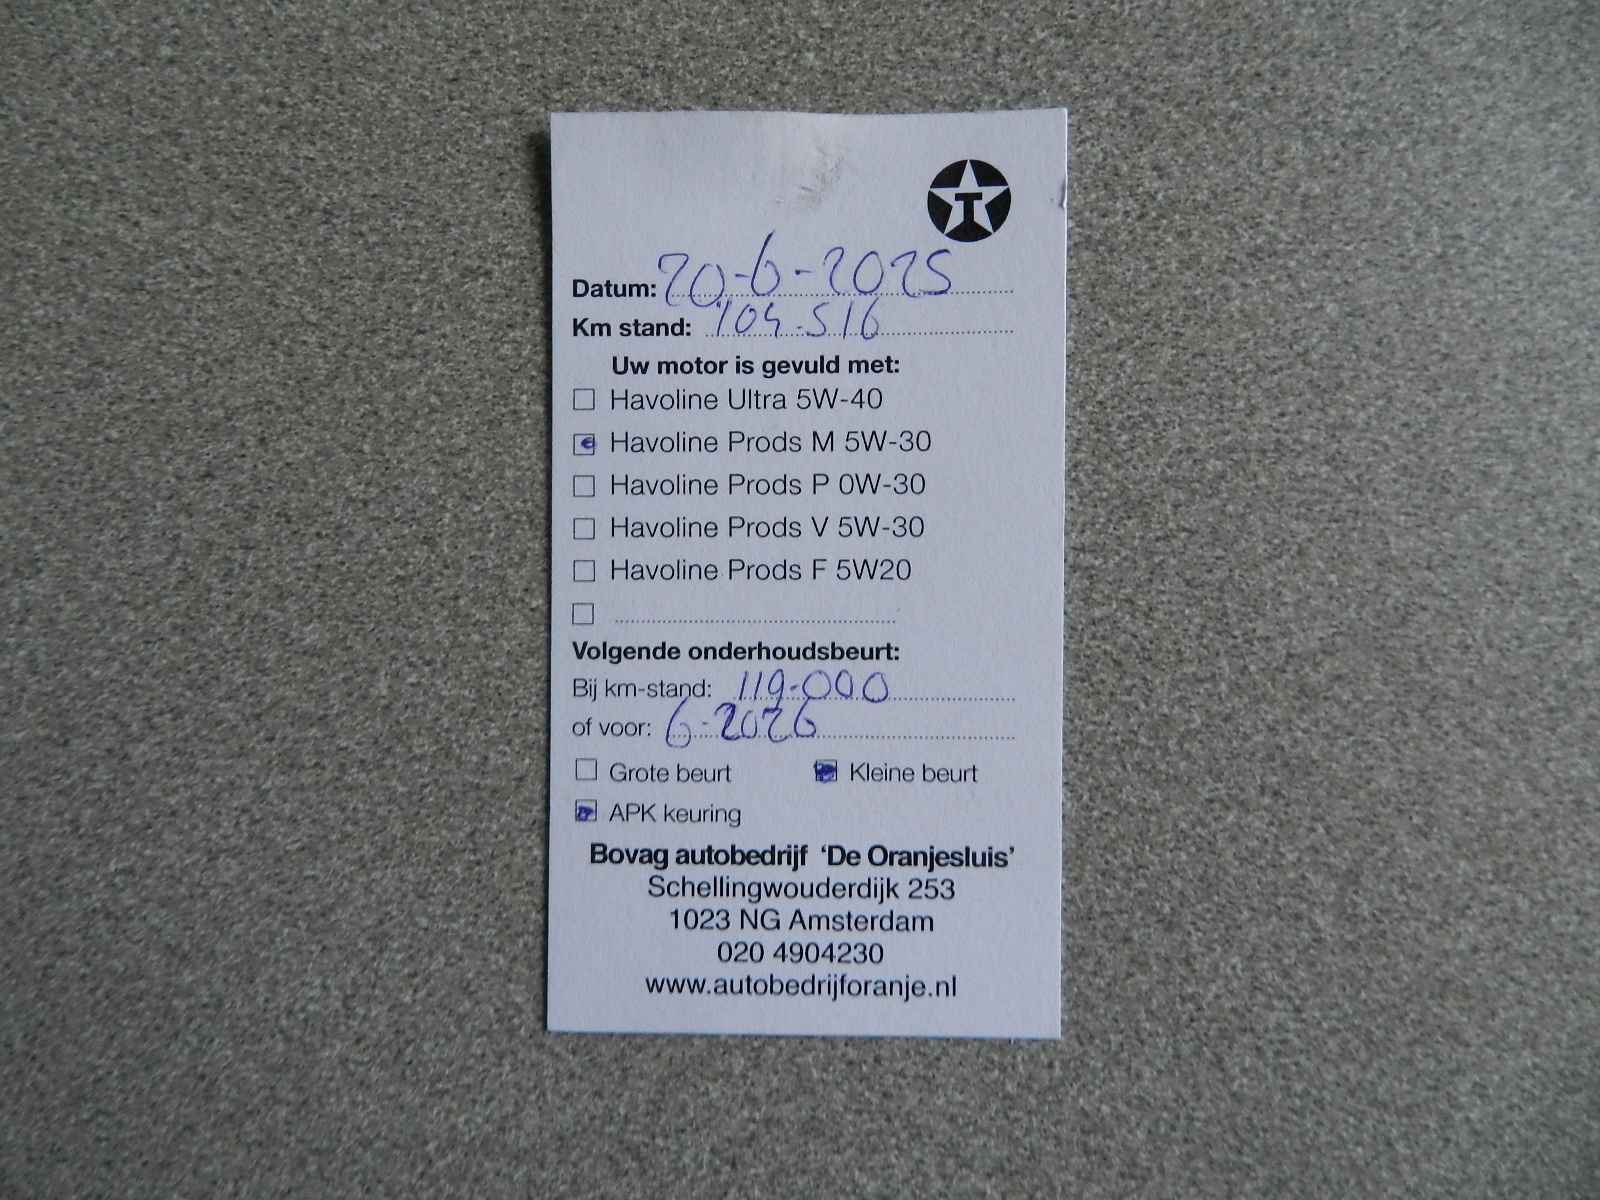 T
Datum: 20-6-2025
Km stand: 104.516
Uw motor is gevuld met:
Havoline Ultra 5W-40
Havoline Prods M 5W-30
Havoline Prods P 0W-30
Havoline Prods V 5W-30
Havoline Prods F 5W20
Volgende onderhoudsbeurt:
Bij km-stand: 119.000
of voor: 6-2026
Grote beurt Kleine beurt
APK keuring
Bovag autobedrijf ‘De Oranjesluis’
Schellingwouderdijk 253
1023 NG Amsterdam
020 4904230
www.autobedrijforanje.nl